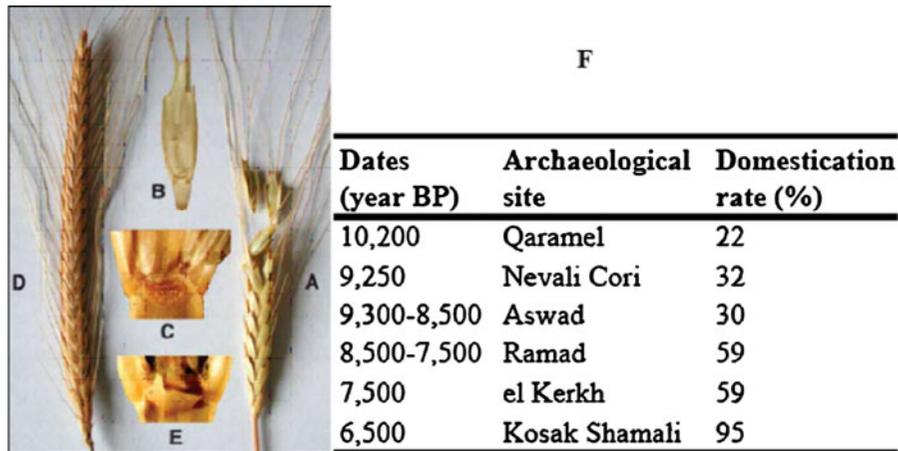 F
B
D
A
C
E
Dates Archaeological Domestication
(year BP) site rate (%)
10,200 Qaramel 22
9,250 Nevali Cori 32
9,300-8,500 Aswad 30
8,500-7,500 Ramad 59
7,500 el Kerkh 59
6,500 Kosak Shamali 95